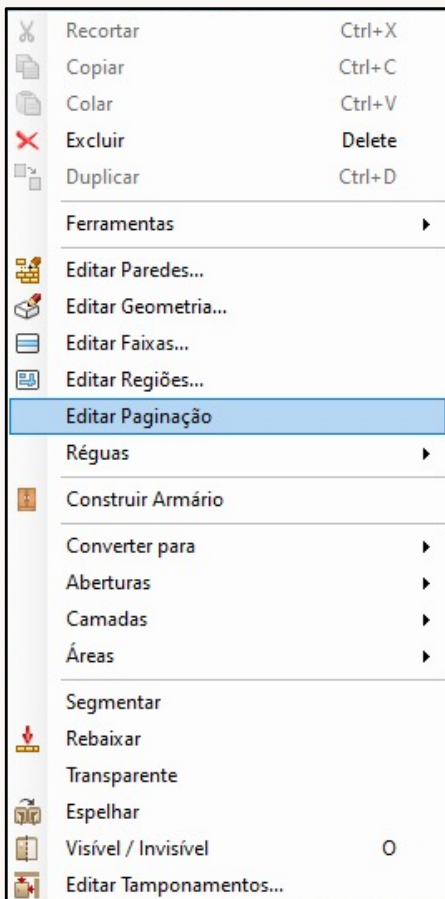 Recortar Ctrl+X
Copiar Ctrl+C
Colar Ctrl+V
Excluir Delete
Duplicar Ctrl+D
Ferramentas
Editar Paredes...
Editar Geometria...
Editar Faixas...
Editar Regiões...
Editar Paginação
Réguas
Construir Armário
Converter para
Aberturas
Camadas
Áreas
Segmentar
Rebaixar
Transparente
Espelhar
Visível / Invisível O
Editar Tamponamentos...